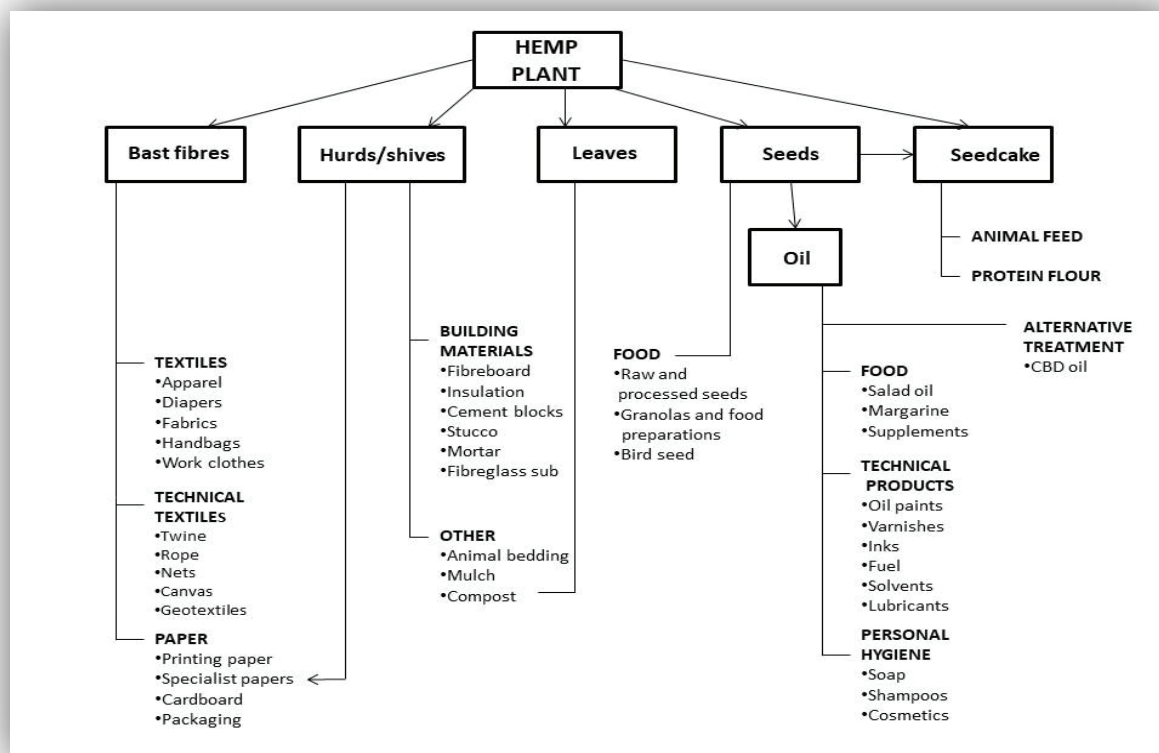 HEMP
PLANT
Bast fibres
Hurds/shives
Leaves
Seeds
Seedcake
Oil
ANIMAL FEED
PROTEIN FLOUR
TEXTILES
•Apparel
•Diapers
•Fabrics
•Handbags
•Work clothes
TECHNICAL
TEXTILES
•Twine
•Rope
•Nets
•Canvas
•Geotextiles
PAPER
•Printing paper
•Specialist papers
•Cardboard
•Packaging
BUILDING
MATERIALS
•Fibreboard
•Insulation
•Cement blocks
•Stucco
•Mortar
•Fibreglass sub
OTHER
•Animal bedding
•Mulch
•Compost
FOOD
•Raw and
processed seeds
•Granolas and food
preparations
•Bird seed
ALTERNATIVE
TREATMENT
•CBD oil
FOOD
•Salad oil
•Margarine
•Supplements
TECHNICAL
PRODUCTS
•Oil paints
•Varnishes
•Inks
•Fuel
•Solvents
•Lubricants
PERSONAL
HYGIENE
•Soap
•Shampoos
•Cosmetics